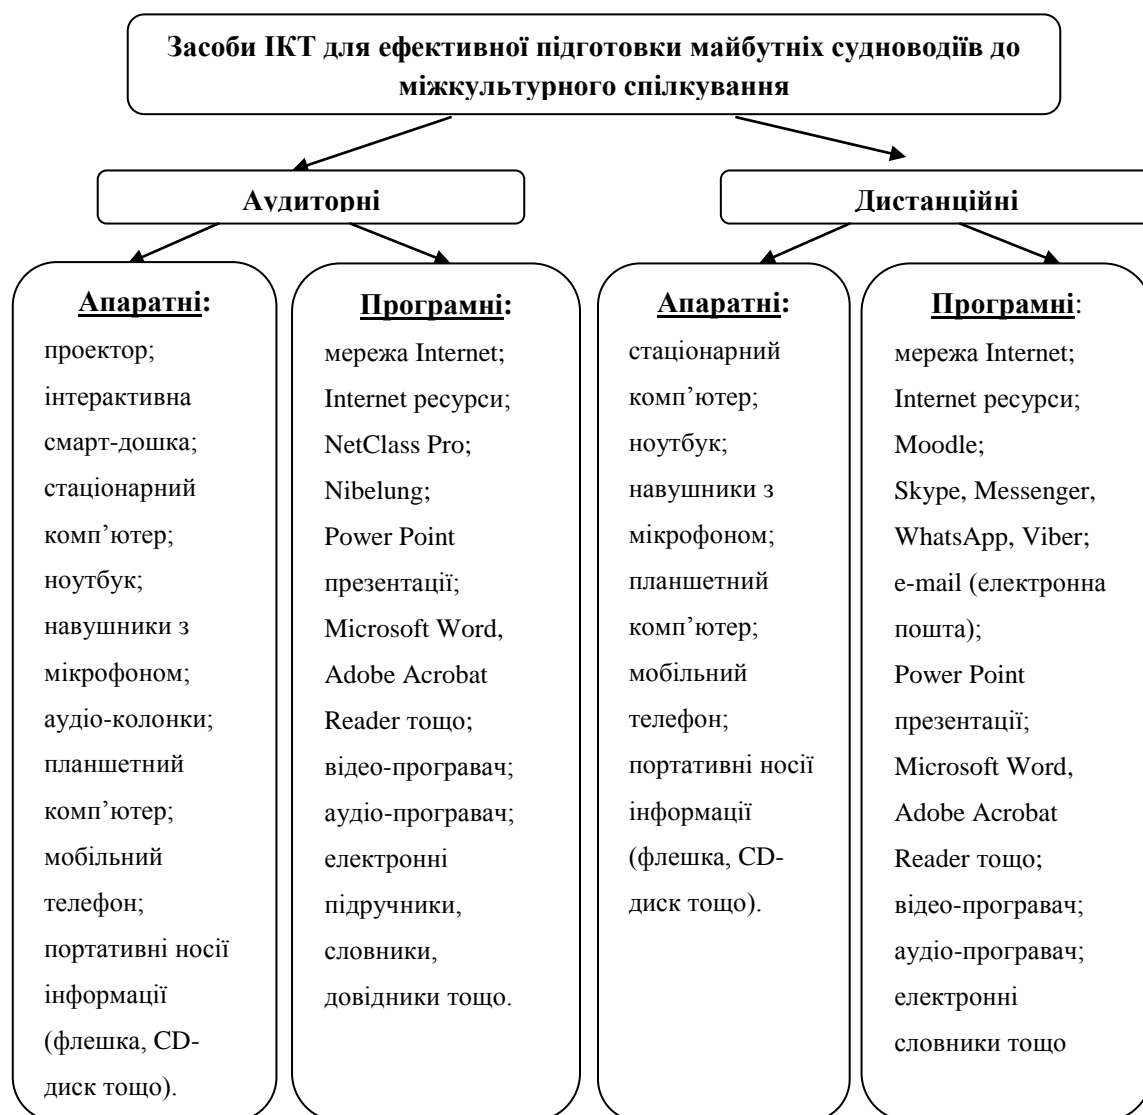 Засоби ІКТ для ефективної підготовки майбутніх судноводіїв до
міжкультурного спілкування
Аудиторні
Дистанційні
Апаратні:
проектор;
інтерактивна
смарт-дошка;
стаціонарний
комп’ютер;
ноутбук;
навушники з
мікрофоном;
аудіо-колонки;
планшетний
комп’ютер;
мобільний
телефон;
портативні носії
інформації
(флешка, CD-
диск тощо).
Програмні:
мережа Internet;
Internet ресурси;
NetClass Pro;
Nibelung;
Power Point
презентації;
Microsoft Word,
Adobe Acrobat
Reader тощо;
відео-програвач;
аудіо-програвач;
електронні
підручники,
словники,
довідники тощо.
Апаратні:
стаціонарний
комп’ютер;
ноутбук;
навушники з
мікрофоном;
планшетний
комп’ютер;
мобільний
телефон;
портативні носії
інформації
(флешка, CD-
диск тощо).
Програмні:
мережа Internet;
Internet ресурси;
Moodle;
Skype, Messenger,
WhatsApp, Viber;
e-mail (електронна
пошта);
Power Point
презентації;
Microsoft Word,
Adobe Acrobat
Reader тощо;
відео-програвач;
аудіо-програвач;
електронні
словники тощо